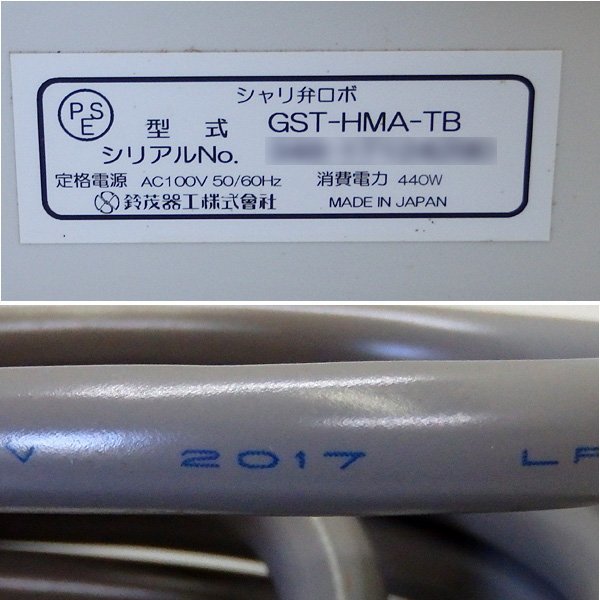 シャリ弁ロボ
PSE
型式 GST-HMA-TB
シリアルNo.
定格電源 AC100V 50/60Hz 消費電力 440W
鈴茂器工株式會社 MADE IN JAPAN
V 2017 LF